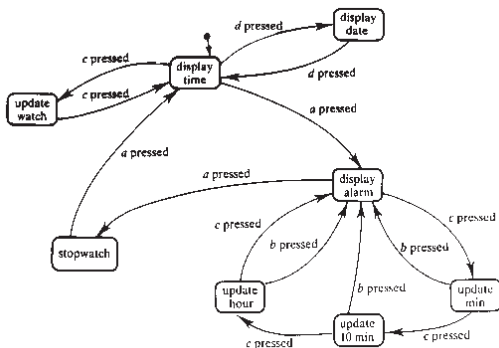 d pressed
display
date
c pressed
display
time
d pressed
update
watch
c pressed
a pressed
a pressed
a pressed
display
alarm
stopwatch
c pressed
b pressed
b pressed
c pressed
update
hour
b pressed
update
min
update
10 min
c pressed
c pressed